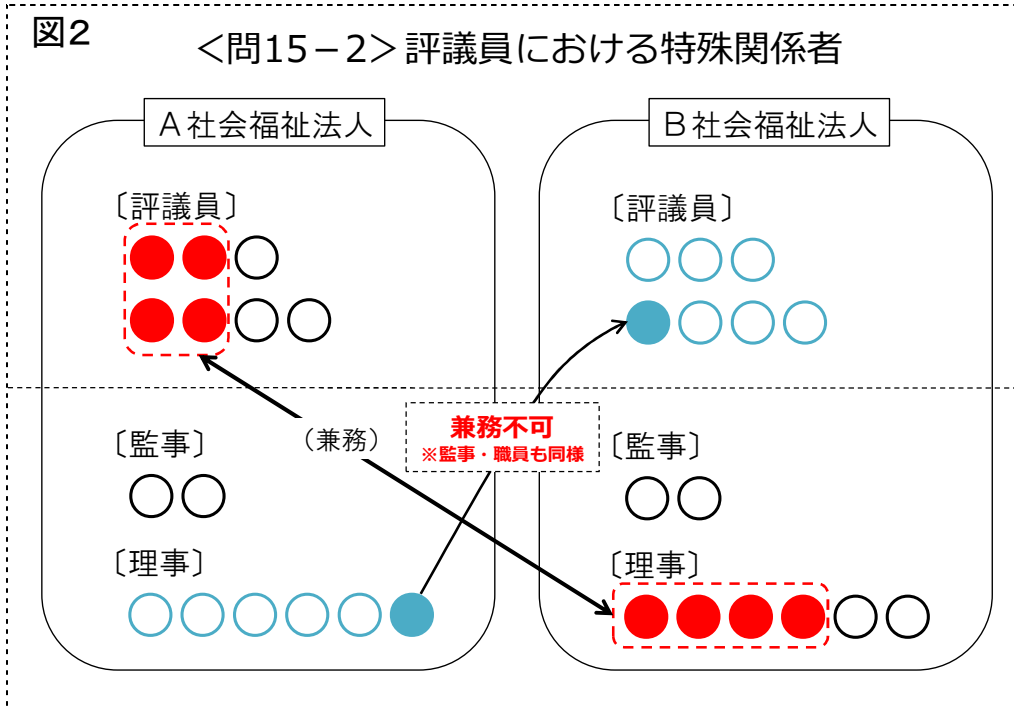 図2
<問15-2>評議員における特殊関係者
A社会福祉法人
B社会福祉法人
〔評議員〕
〔評議員〕
兼務不可
※監事・職員も同様
〔監事〕
(兼務)
〔監事〕
〔理事〕
〔理事〕